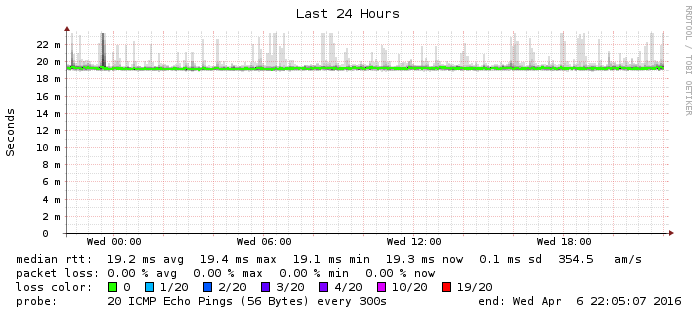 Last 24 Hours
RRDTOOL / TOBI OETIKER
Seconds
22 m
20 m
18 m
16 m
14 m
12 m
10 m
8 m
6 m
4 m
2 m
0
Wed 00:00 Wed 06:00 Wed 12:00 Wed 18:00
median rtt: 19.2 ms avg 19.4 ms max 19.1 ms min 19.3 ms now 0.1 ms sd 354.5 am/s
packet loss: 0.00 % avg 0.00 % max 0.00 % min 0.00 % now
loss color: 0 1/20 2/20 3/20 4/20 10/20 19/20
probe: 20 ICMP Echo Pings (56 Bytes) every 300s end: Wed Apr 6 22:05:07 2016